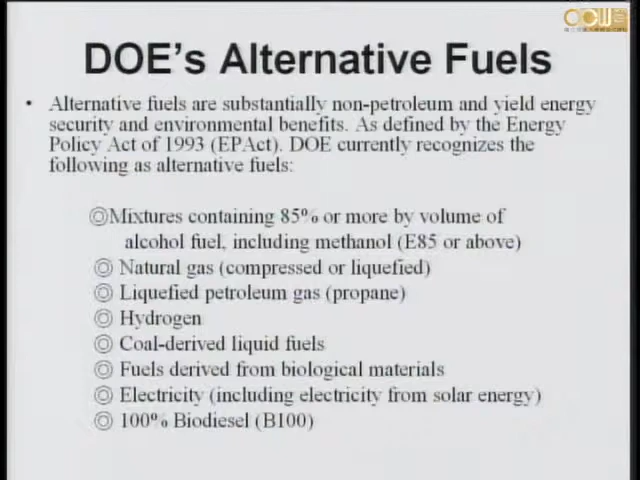 DOE's Alternative Fuels
• Alternative fuels are substantially non-petroleum and yield energy
security and environmental benefits. As defined by the Energy
Policy Act of 1993 (EPAct). DOE currently recognizes the
following as alternative fuels:
◎Mixtures containing 85% or more by volume of
alcohol fuel, including methanol (E85 or above)
◎ Natural gas (compressed or liquefied)
◎ Liquefied petroleum gas (propane)
◎ Hydrogen
◎ Coal-derived liquid fuels
◎ Fuels derived from biological materials
◎ Electricity (including electricity from solar energy)
◎ 100% Biodiesel (B100)